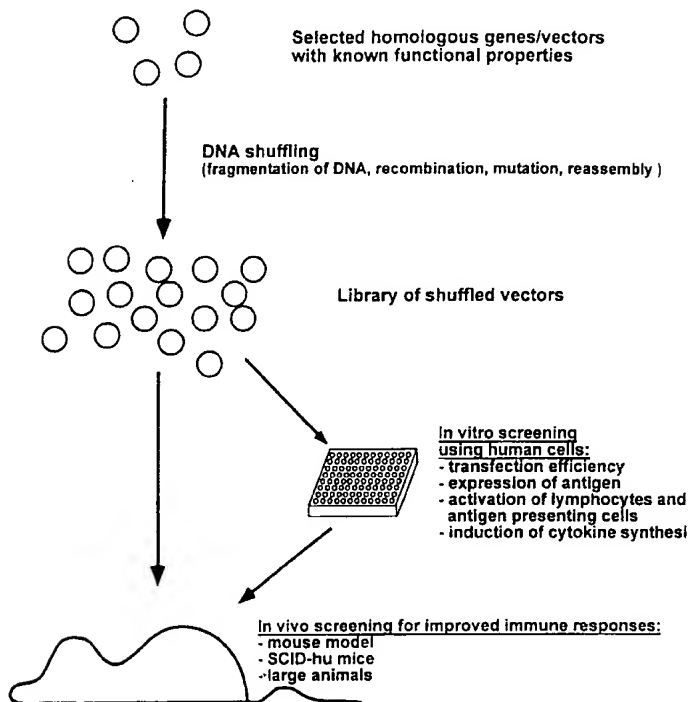 Selected homologous genes/vectors
with known functional properties
DNA shuffling
(fragmentation of DNA, recombination, mutation, reassembly )
Library of shuffled vectors
In vitro screening
using human cells:
- transfection efficiency
- expression of antigen
- activation of lymphocytes and
antigen presenting cells
- induction of cytokine synthesi
In vivo screening for improved immune responses:
- mouse model
- SCID-hu mice
- large animals